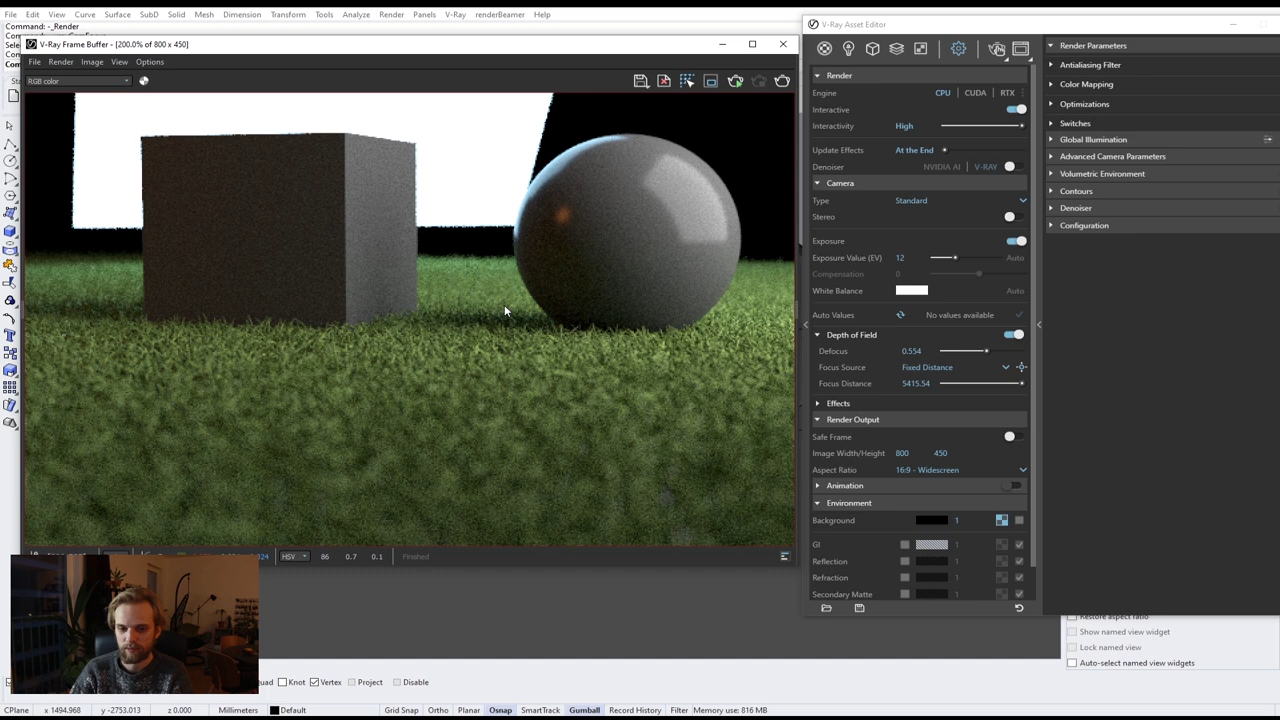 File Edit View Curve Surface SubD Solid Mesh Dimension Transform Tools Analyze Render Panels V-Ray renderBeamer Help
Command: -_Render
V-Ray Frame Buffer - [200.0% of 800 x 450]
File Render Image View Options
RGB color
HSV 86 0.7 0.1 Finished
V-Ray Asset Editor
Render
Engine CPU | CUDA | RTX
Interactive
Interactivity High
Update Effects At the End
Denoiser NVIDIA AI | V-RAY
Camera
Type Standard
Stereo
Exposure
Exposure Value (EV) 12 Auto
Compensation 0
White Balance Auto
Auto Values No values available
Depth of Field
Defocus 0.554
Focus Source Fixed Distance
Focus Distance 5415.54
Effects
Render Output
Safe Frame
Image Width/Height 800 450
Aspect Ratio 16:9 - Widescreen
Animation
Environment
Background 1
GI 1
Reflection 1
Refraction 1
Secondary Matte 1
Render Parameters
Antialiasing Filter
Color Mapping
Optimizations
Switches
Global Illumination
Advanced Camera Parameters
Volumetric Environment
Contours
Denoiser
Configuration
Restore aspect ratio
Show named view widget
Lock named view
Auto-select named view widgets
Knot Vertex Project Disable
CPlane x 1494.968 y -2753.013 z 0.000 Millimeters Default Grid Snap Ortho Planar Osnap SmartTrack Gumball Record History Filter Memory use: 816 MB